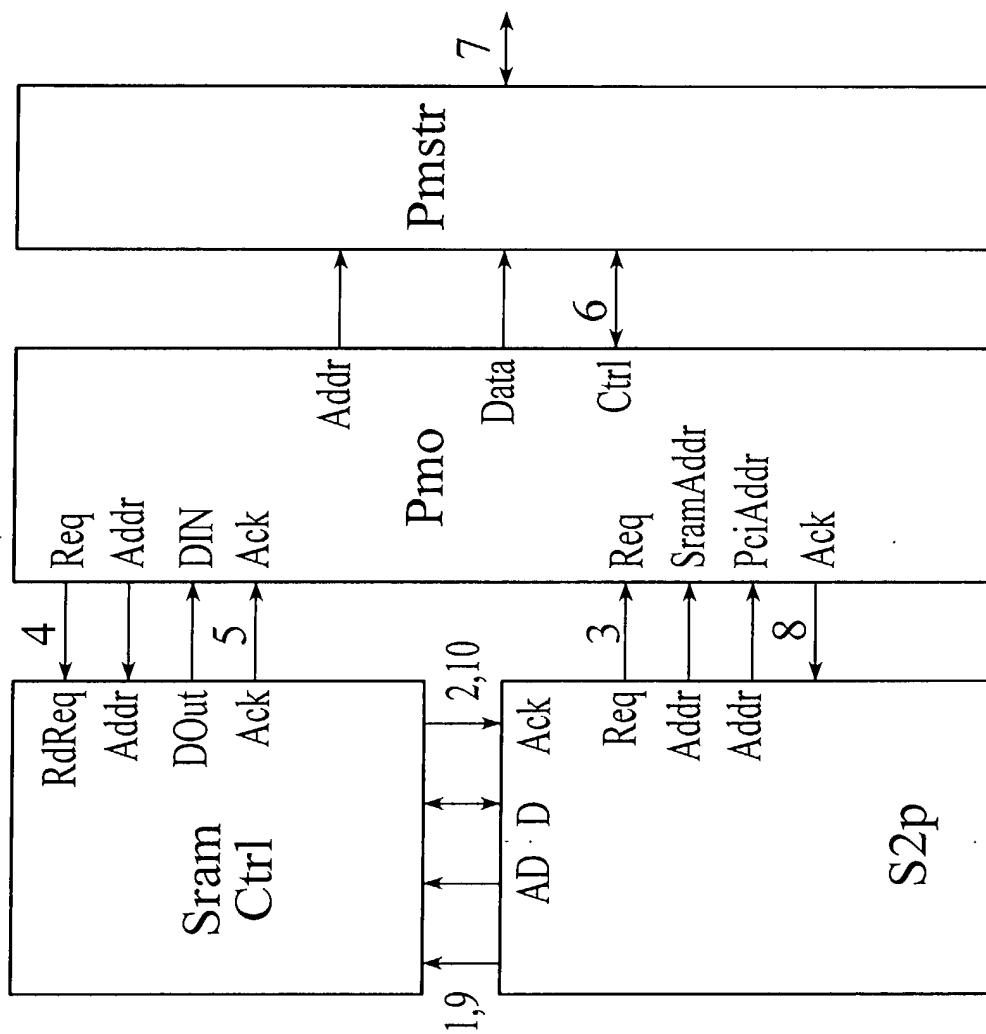 RdReq
Addr
DOut
Ack
Sram
Ctrl
4
5
Req
Addr
DIN
Ack
Pmo
Addr
Data
Ctrl
6
Pmstr
7
1,9
2,10
AD
D
Ack
Req
Addr
Addr
S2p
3
8
Req
SramAddr
PciAddr
Ack